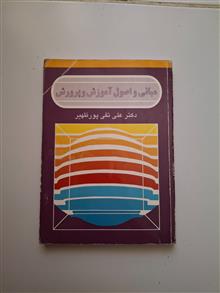 مبانی و اصول آموزش و پرورش
دکتر علی تقی پورظهیر